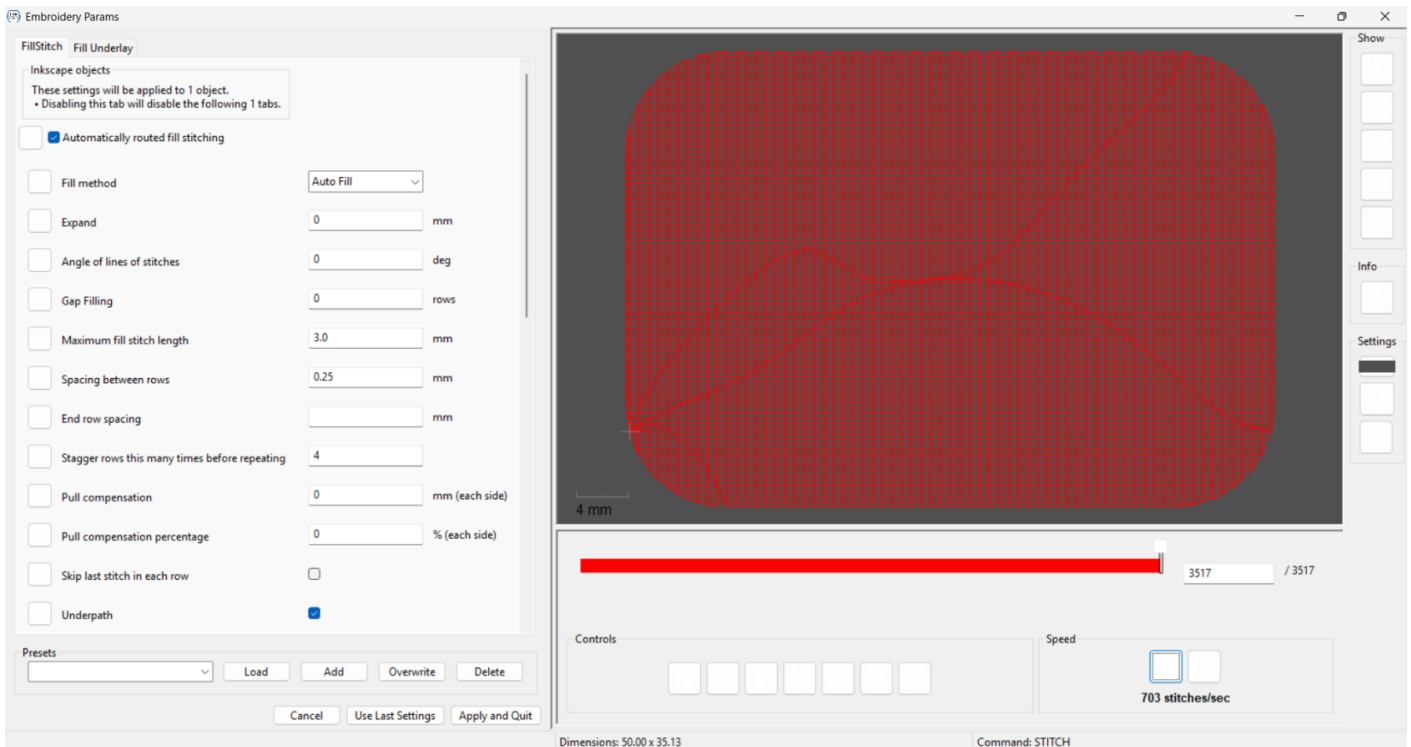 Embroidery Params
FillStitch Fill Underlay
Inkscape objects
These settings will be applied to 1 object.
• Disabling this tab will disable the following 1 tabs.
Automatically routed fill stitching
Fill method Auto Fill
Expand 0 mm
Angle of lines of stitches 0 deg
Gap Filling 0 rows
Maximum fill stitch length 3.0 mm
Spacing between rows 0.25 mm
End row spacing mm
Stagger rows this many times before repeating 4
Pull compensation 0 mm (each side)
Pull compensation percentage 0 % (each side)
Skip last stitch in each row
Underpath
Presets
Load Add Overwrite Delete
Cancel Use Last Settings Apply and Quit
4 mm
3517 / 3517
Controls
Speed
703 stitches/sec
Dimensions: 50.00 x 35.13 Command: STITCH
Show
Info
Settings